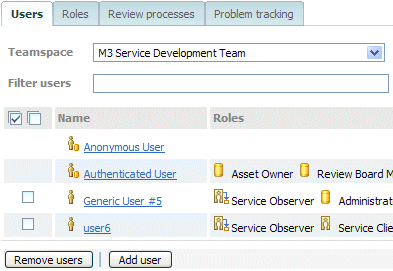 Users Roles Review processes Problem tracking
Teamspace M3 Service Development Team
Filter users
Name Roles
Anonymous User
Authenticated User Asset Owner Review Board M
Generic User #5 Service Observer Administrat
user6 Service Observer Service Clie
Remove users | Add user